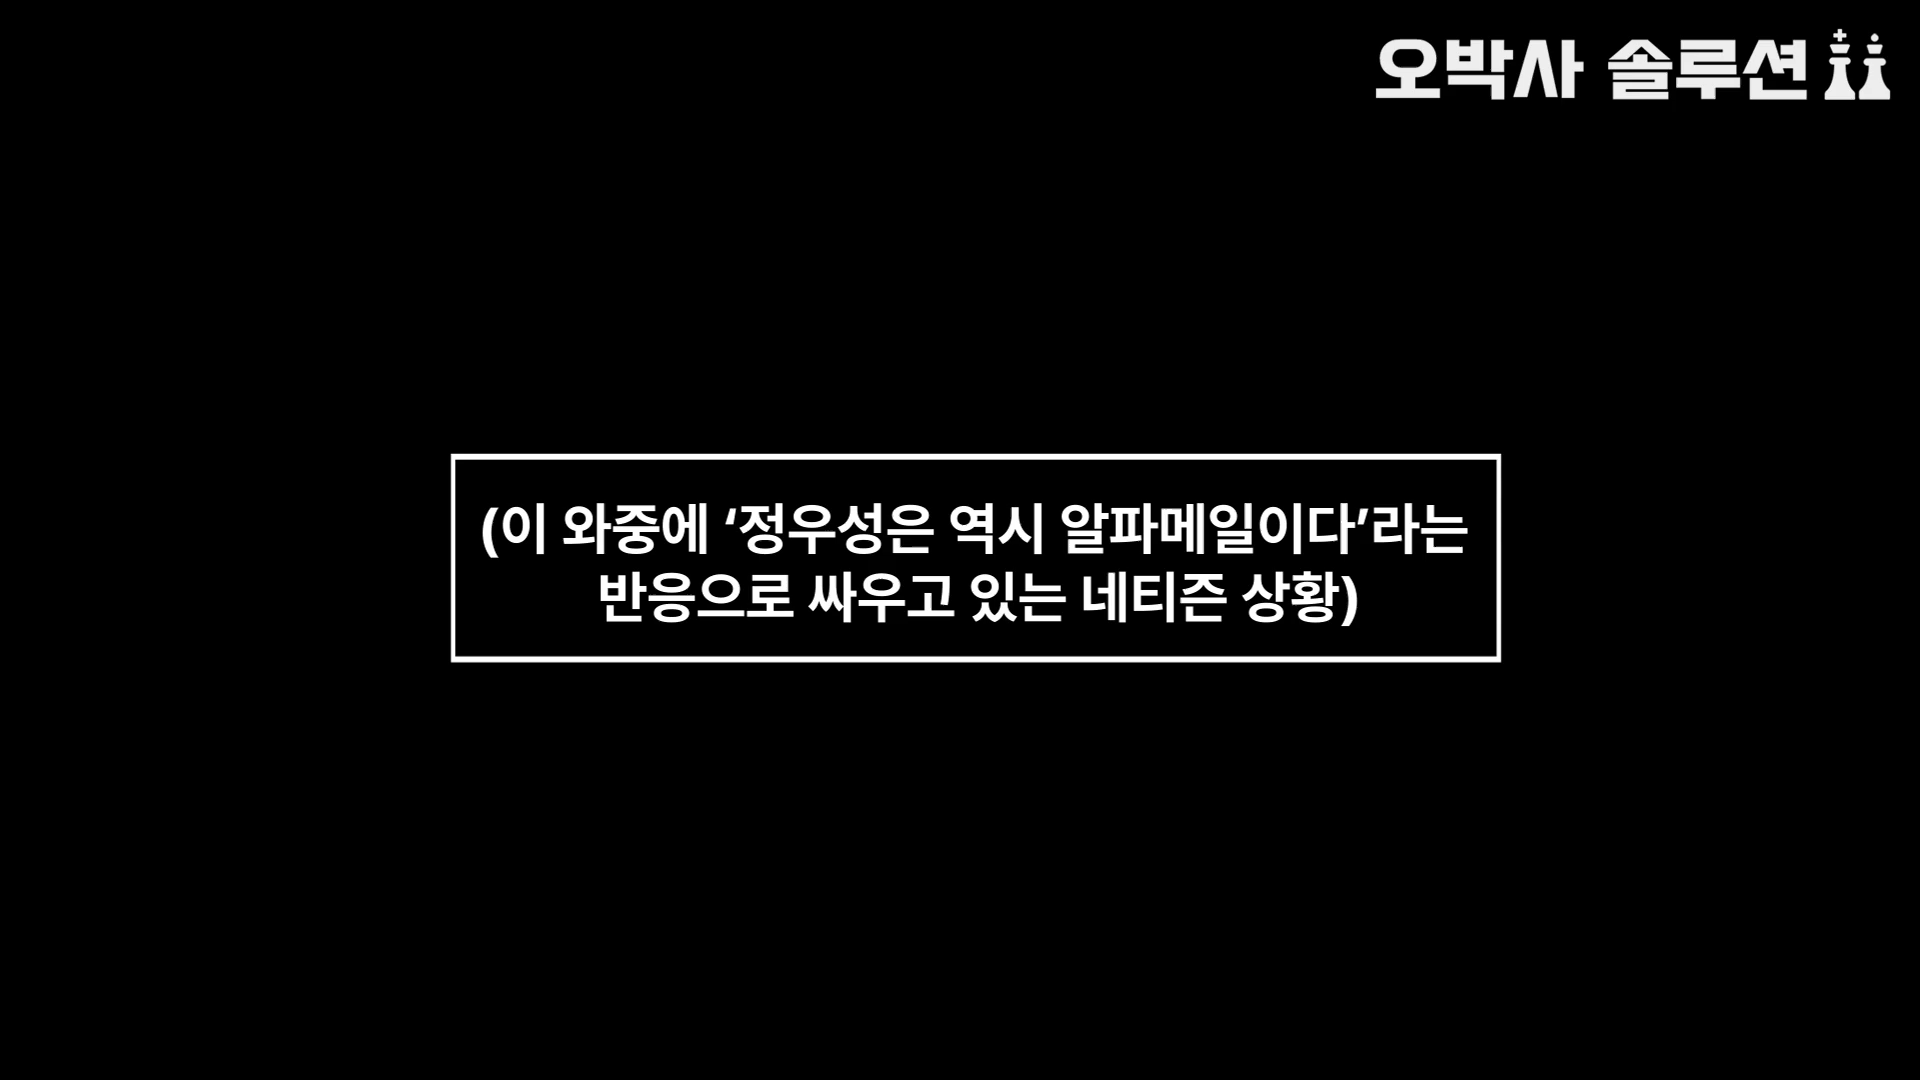 오박사 솔루션
(이 와중에 ‘정우성은 역시 알파메일이다’라는
반응으로 싸우고 있는 네티즌 상황)